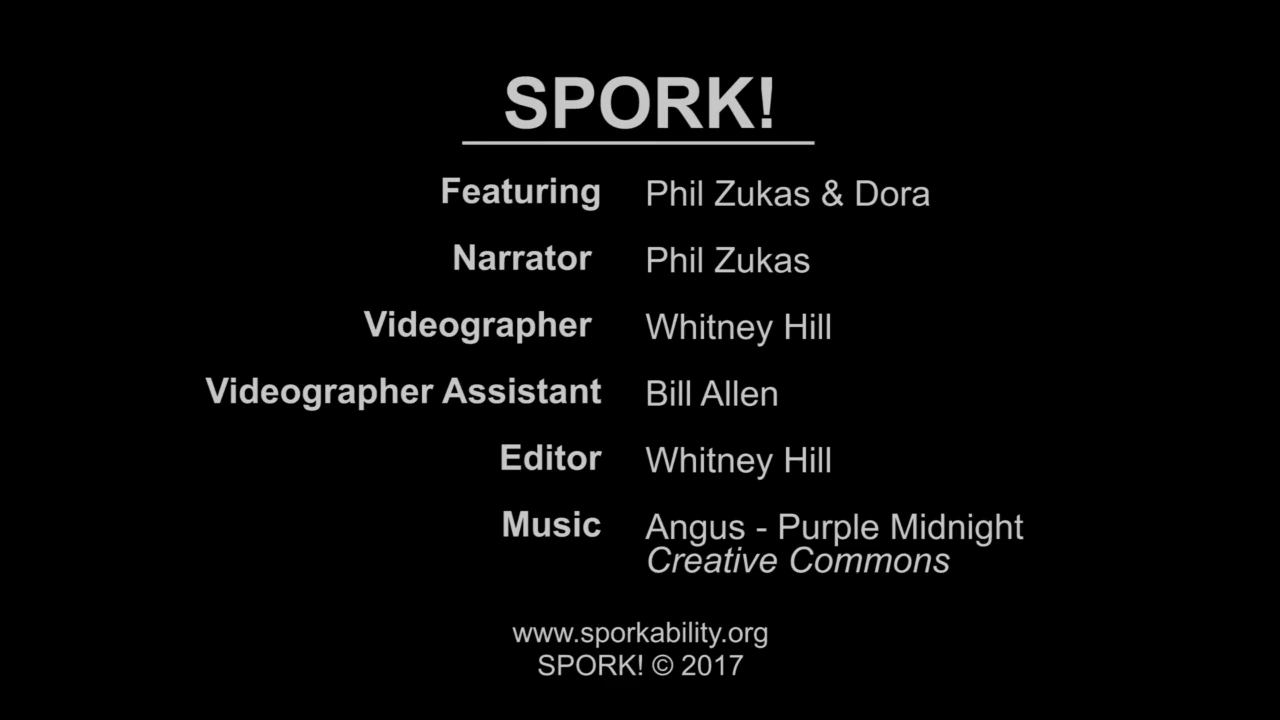 SPORK!
Featuring Phil Zukas & Dora
Narrator Phil Zukas
Videographer Whitney Hill
Videographer Assistant Bill Allen
Editor Whitney Hill
Music Angus - Purple Midnight
Creative Commons
www.sporkability.org
SPORK! © 2017